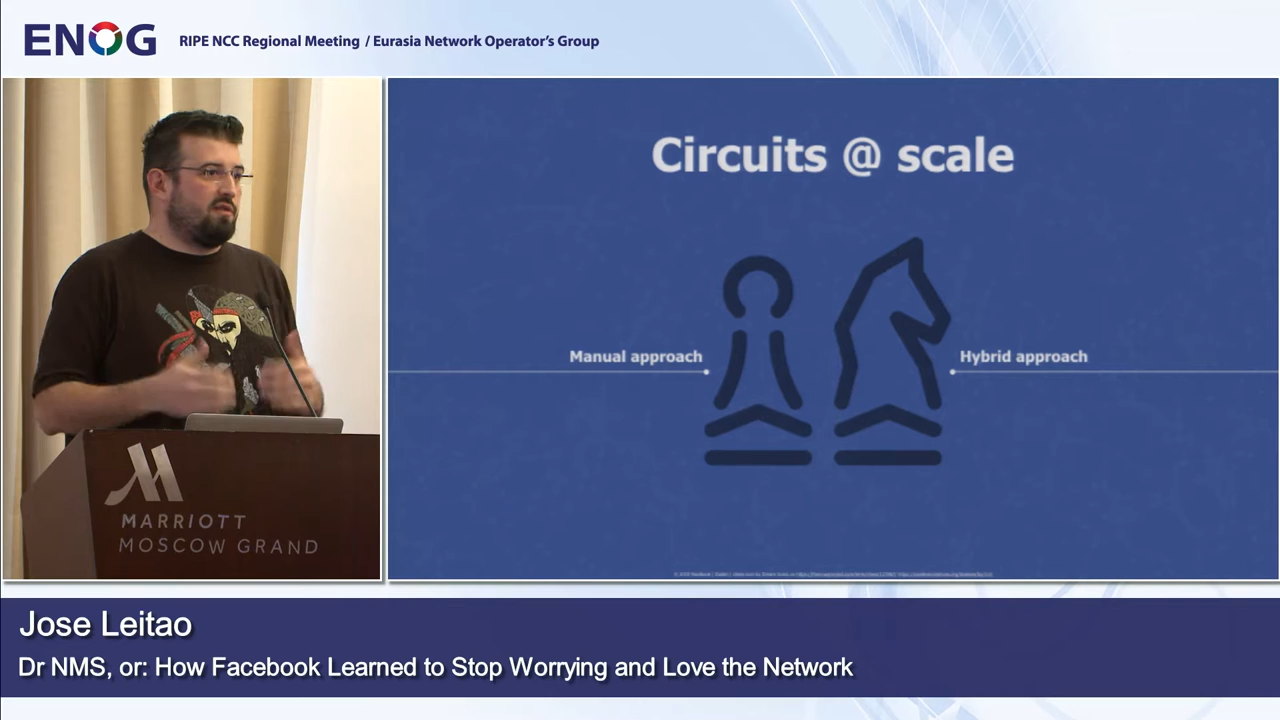 ENOG
RIPE NCC Regional Meeting / Eurasia Network Operator's Group
Circuits @ scale
Manual approach
Hybrid approach
MARRIOTT
MOSCOW GRAND
Jose Leitao
Dr NMS, or: How Facebook Learned to Stop Worrying and Love the Network